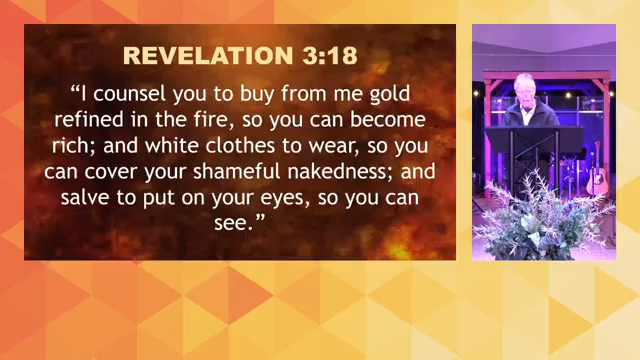 REVELATION 3:18
“I counsel you to buy from me gold
refined in the fire, so you can become
rich; and white clothes to wear, so you
can cover your shameful nakedness; and
salve to put on your eyes, so you can
see.”